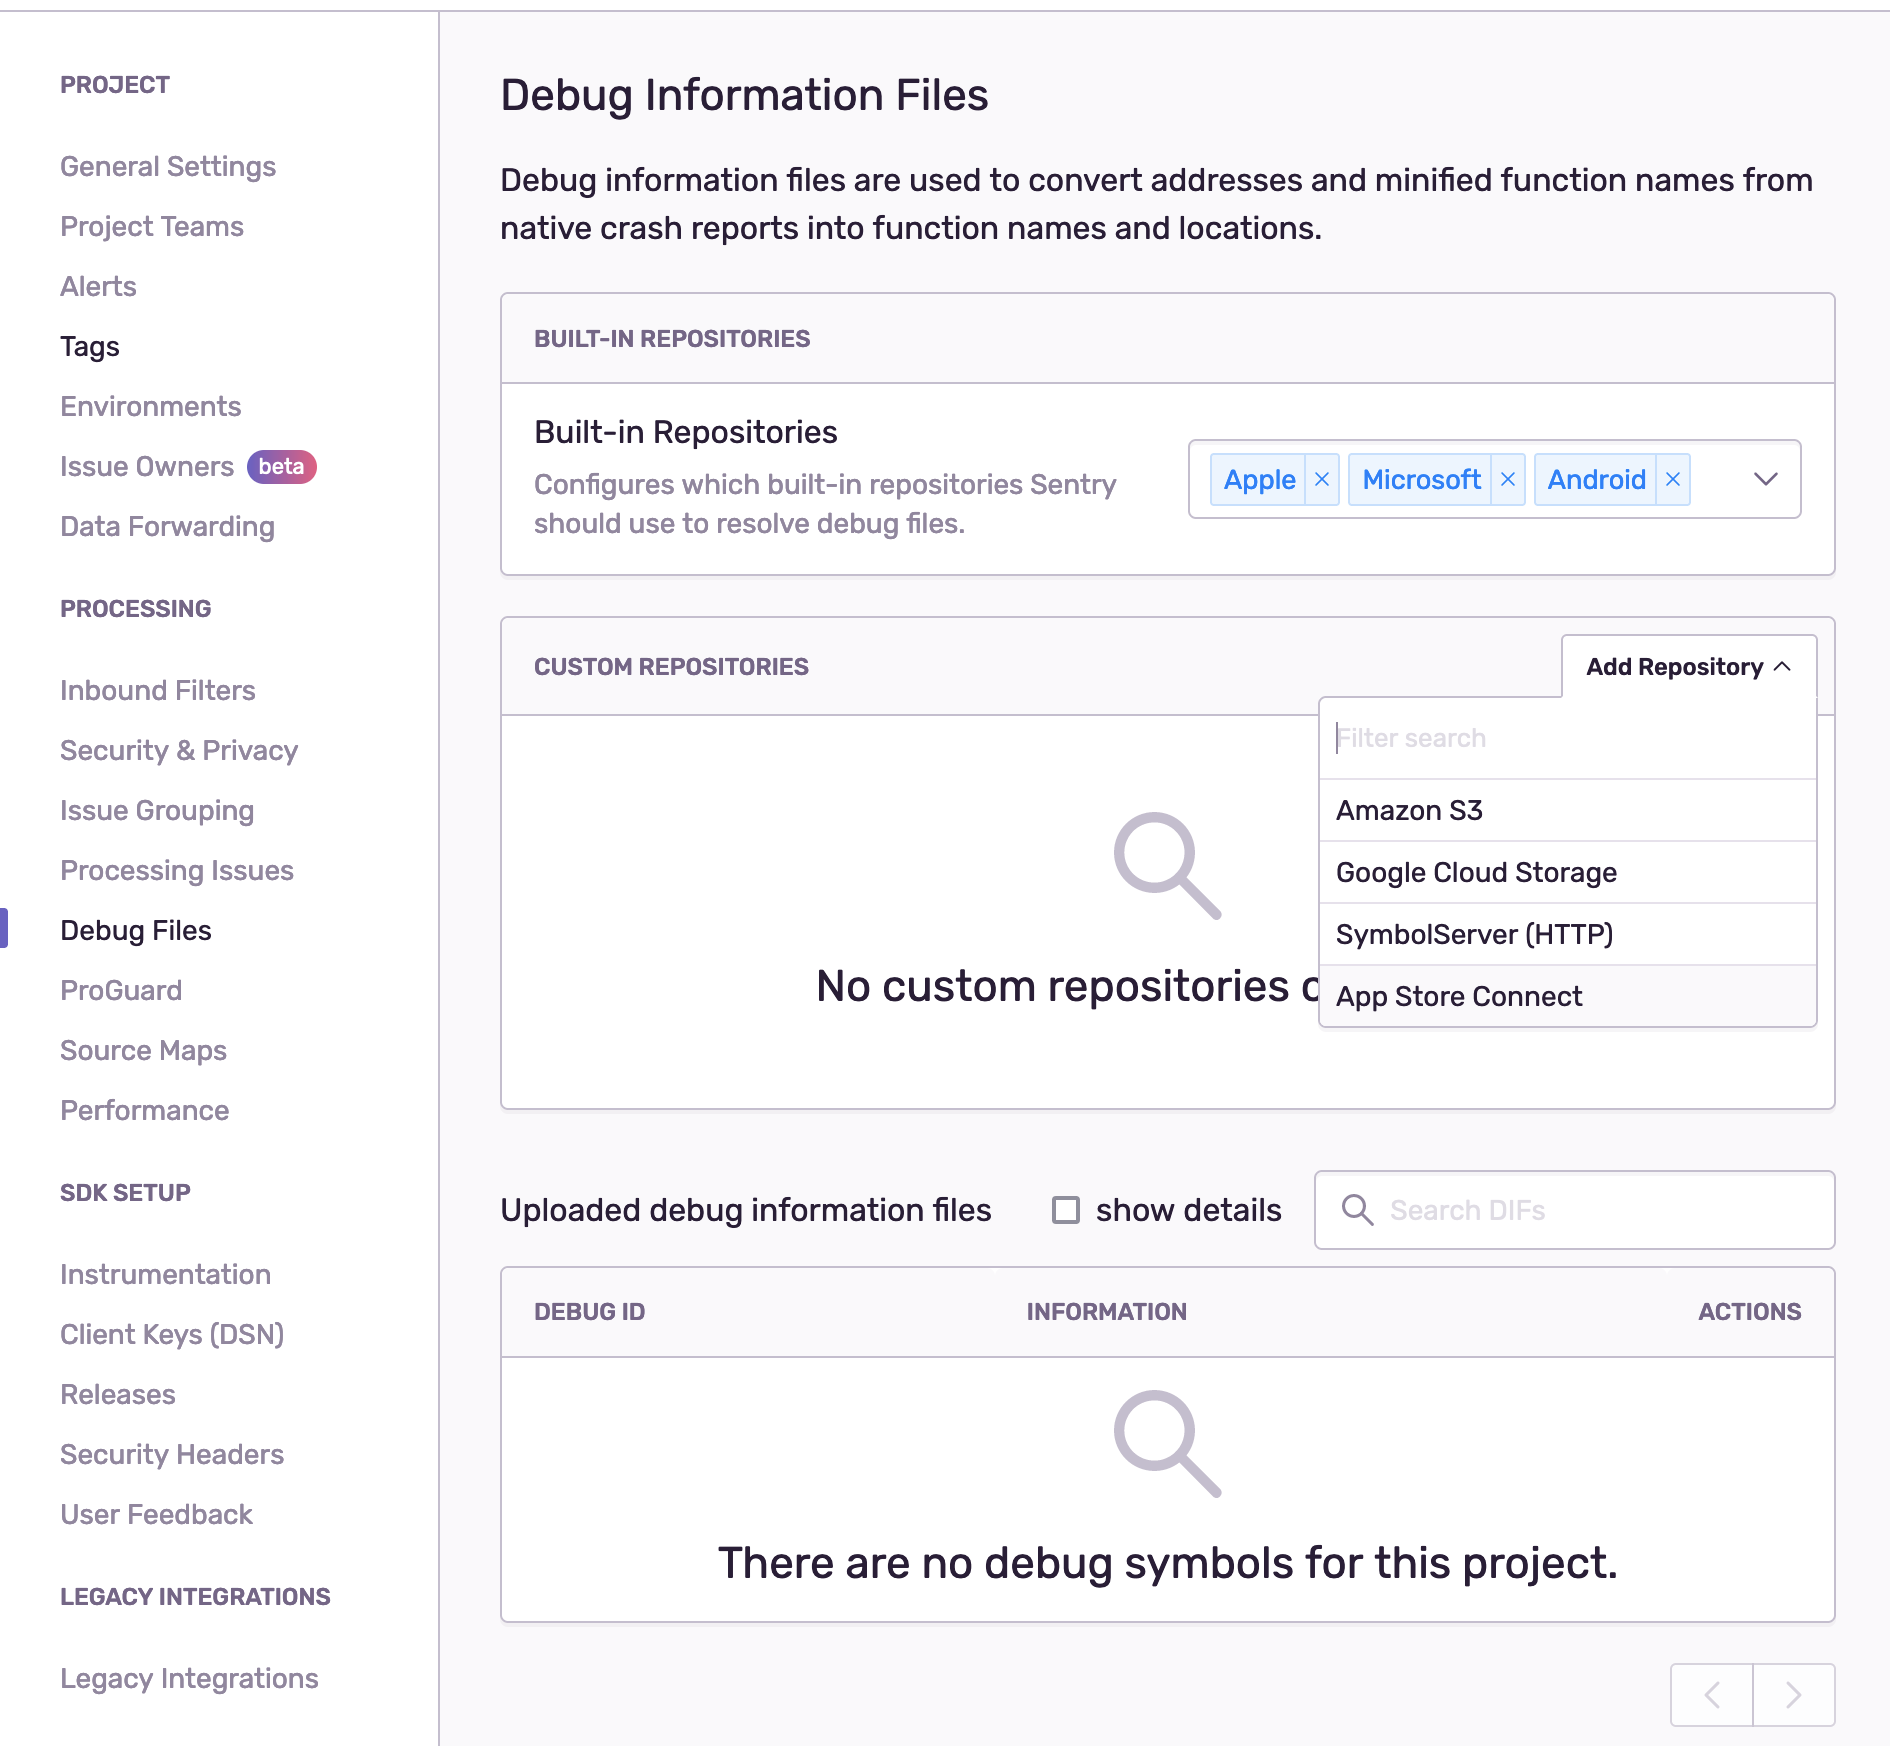 PROJECT
General Settings
Project Teams
Alerts
Tags
Environments
Issue Owners beta
Data Forwarding
PROCESSING
Inbound Filters
Security & Privacy
Issue Grouping
Processing Issues
Debug Files
ProGuard
Source Maps
Performance
SDK SETUP
Instrumentation
Client Keys (DSN)
Releases
Security Headers
User Feedback
LEGACY INTEGRATIONS
Legacy Integrations
Debug Information Files
Debug information files are used to convert addresses and minified function names from
native crash reports into function names and locations.
BUILT-IN REPOSITORIES
Built-in Repositories
Configures which built-in repositories Sentry
should use to resolve debug files.
Apple × Microsoft × Android ×
CUSTOM REPOSITORIES
Add Repository
Filter search
Amazon S3
Google Cloud Storage
SymbolServer (HTTP)
App Store Connect
No custom repositories
Uploaded debug information files
show details
Search DIFs
DEBUG ID INFORMATION ACTIONS
There are no debug symbols for this project.